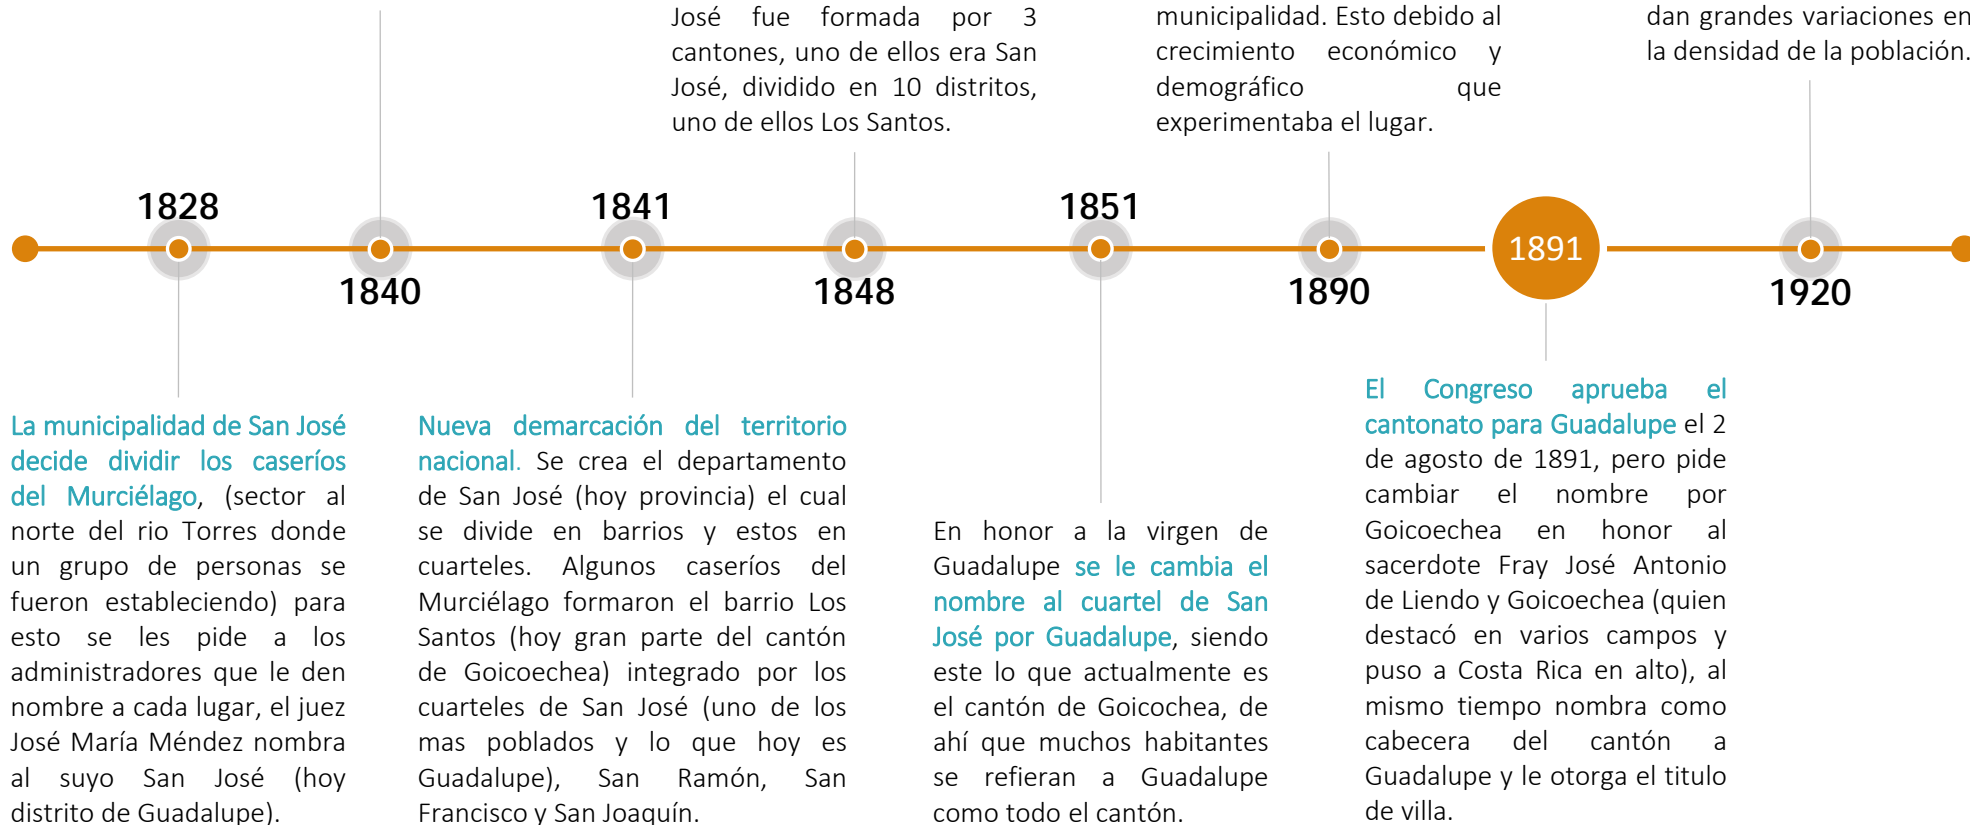 José fue formada por 3
cantones, uno de ellos era San
José, dividido en 10 distritos,
uno de ellos Los Santos.
municipalidad. Esto debido al
crecimiento económico y
demográfico que
experimentaba el lugar.
dan grandes variaciones en
la densidad de la población.
1828
1840
1841
1848
1851
1890
1891
1920
La municipalidad de San José
decide dividir los caseríos
del Murciélago, (sector al
norte del rio Torres donde
un grupo de personas se
fueron estableciendo) para
esto se les pide a los
administradores que le den
nombre a cada lugar, el juez
José María Méndez nombra
al suyo San José (hoy
distrito de Guadalupe).
Nueva demarcación del territorio
nacional. Se crea el departamento
de San José (hoy provincia) el cual
se divide en barrios y estos en
cuarteles. Algunos caseríos del
Murciélago formaron el barrio Los
Santos (hoy gran parte del cantón
de Goicoechea) integrado por los
cuarteles de San José (uno de los
mas poblados y lo que hoy es
Guadalupe), San Ramón, San
Francisco y San Joaquín.
En honor a la virgen de
Guadalupe se le cambia el
nombre al cuartel de San
José por Guadalupe, siendo
este lo que actualmente es
el cantón de Goicochea, de
ahí que muchos habitantes
se refieran a Guadalupe
como todo el cantón.
El Congreso aprueba el
cantonato para Guadalupe el 2
de agosto de 1891, pero pide
cambiar el nombre por
Goicoechea en honor al
sacerdote Fray José Antonio
de Liendo y Goicoechea (quien
destacó en varios campos y
puso a Costa Rica en alto), al
mismo tiempo nombra como
cabecera del cantón a
Guadalupe y le otorga el titulo
de villa.